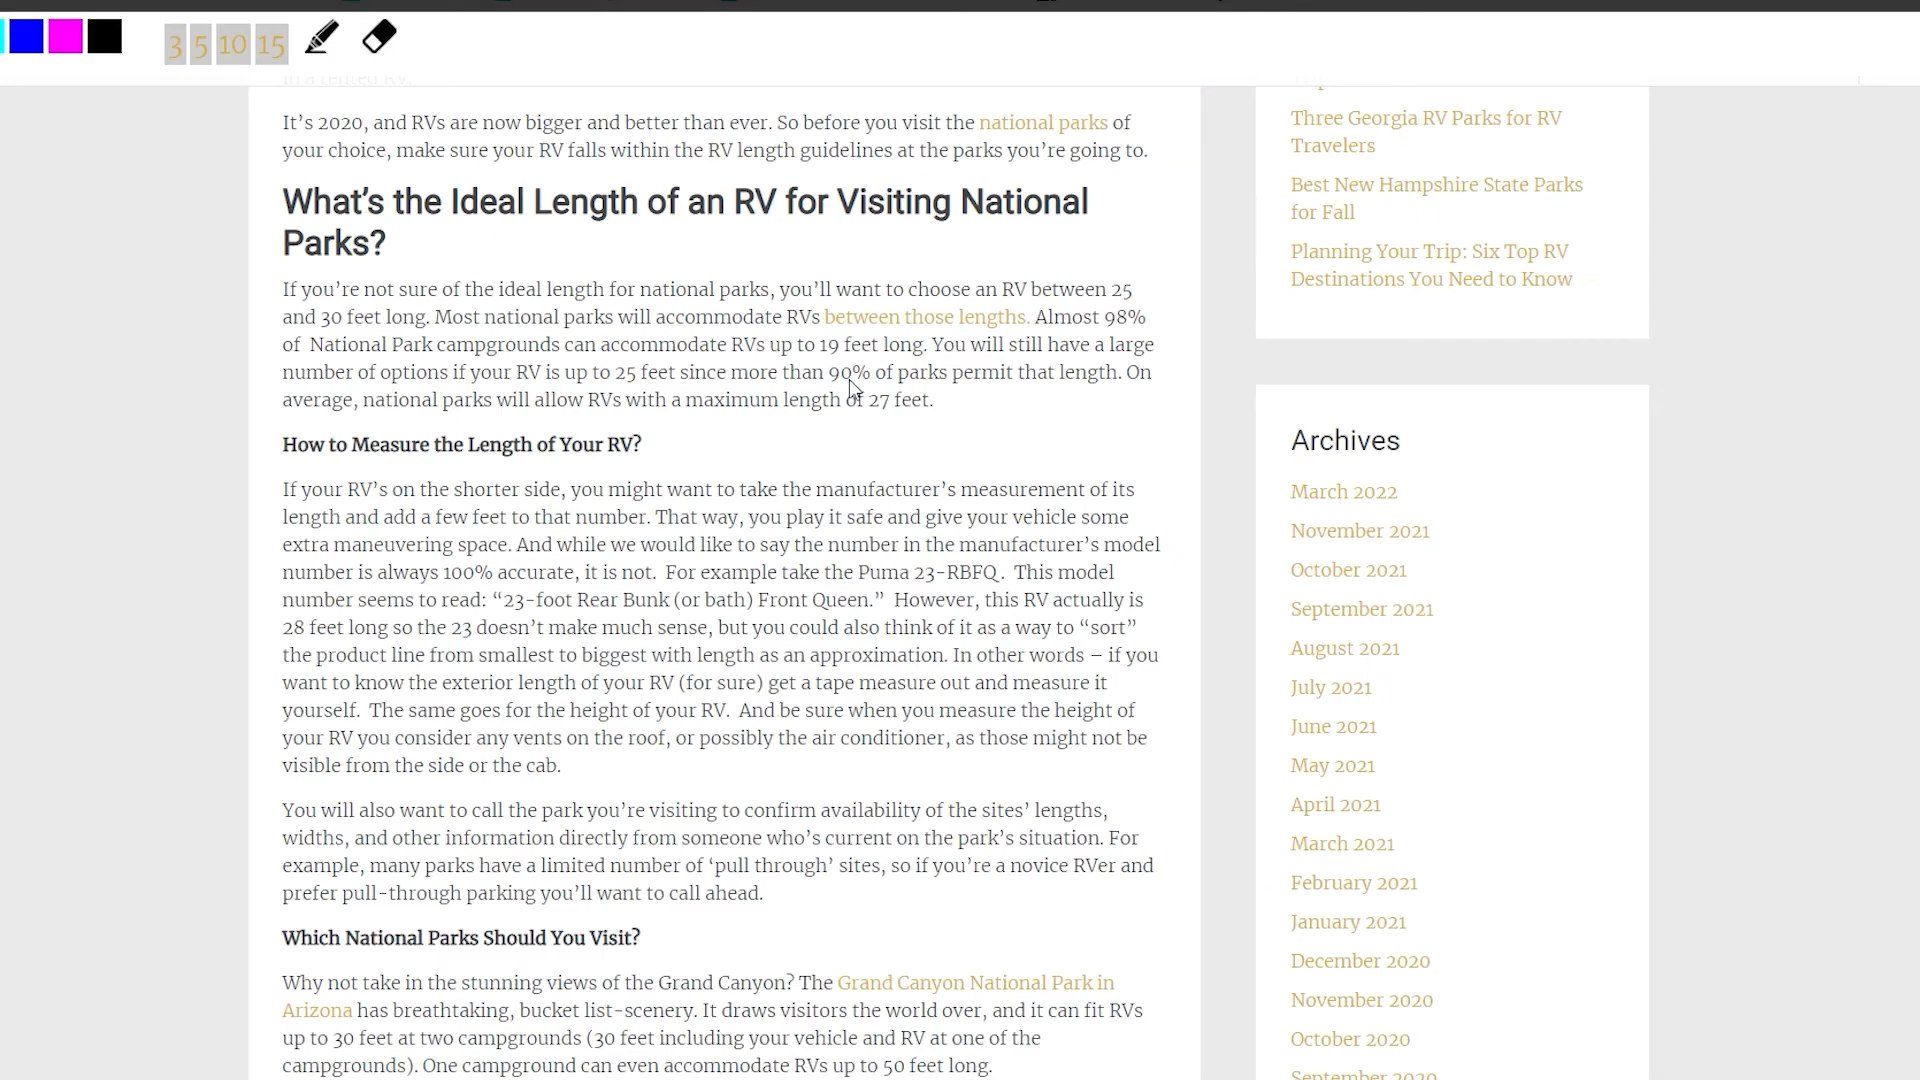 3 5 10 15
in a rented RV.
It’s 2020, and RVs are now bigger and better than ever. So before you visit the national parks of
your choice, make sure your RV falls within the RV length guidelines at the parks you’re going to.
What’s the Ideal Length of an RV for Visiting National
Parks?
If you’re not sure of the ideal length for national parks, you’ll want to choose an RV between 25
and 30 feet long. Most national parks will accommodate RVs between those lengths. Almost 98%
of  National Park campgrounds can accommodate RVs up to 19 feet long. You will still have a large
number of options if your RV is up to 25 feet since more than 90% of parks permit that length. On
average, national parks will allow RVs with a maximum length of 27 feet.
How to Measure the Length of Your RV?
If your RV’s on the shorter side, you might want to take the manufacturer’s measurement of its
length and add a few feet to that number. That way, you play it safe and give your vehicle some
extra maneuvering space. And while we would like to say the number in the manufacturer’s model
number is always 100% accurate, it is not.  For example take the Puma 23-RBFQ.  This model
number seems to read: “23-foot Rear Bunk (or bath) Front Queen.”  However, this RV actually is
28 feet long so the 23 doesn’t make much sense, but you could also think of it as a way to “sort”
the product line from smallest to biggest with length as an approximation. In other words – if you
want to know the exterior length of your RV (for sure) get a tape measure out and measure it
yourself.  The same goes for the height of your RV.  And be sure when you measure the height of
your RV you consider any vents on the roof, or possibly the air conditioner, as those might not be
visible from the side or the cab.
You will also want to call the park you’re visiting to confirm availability of the sites’ lengths,
widths, and other information directly from someone who’s current on the park’s situation. For
example, many parks have a limited number of ‘pull through’ sites, so if you’re a novice RVer and
prefer pull-through parking you’ll want to call ahead.
Which National Parks Should You Visit?
Why not take in the stunning views of the Grand Canyon? The Grand Canyon National Park in
Arizona has breathtaking, bucket list-scenery. It draws visitors the world over, and it can fit RVs
up to 30 feet at two campgrounds (30 feet including your vehicle and RV at one of the
campgrounds). One campground can even accommodate RVs up to 50 feet long.
Three Georgia RV Parks for RV
Travelers
Best New Hampshire State Parks
for Fall
Planning Your Trip: Six Top RV
Destinations You Need to Know
Archives
March 2022
November 2021
October 2021
September 2021
August 2021
July 2021
June 2021
May 2021
April 2021
March 2021
February 2021
January 2021
December 2020
November 2020
October 2020
September 2020